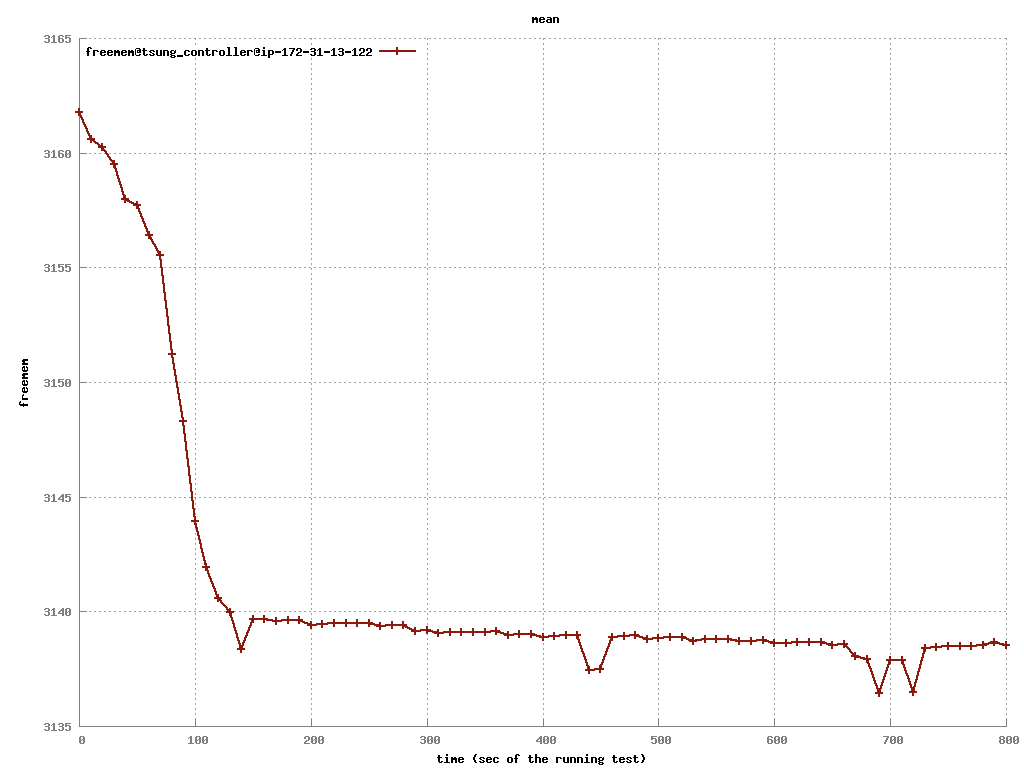 mean
freemem@tsung_controller@ip-172-31-13-122
3165
3160
3155
3150
3145
3140
3135
freemem
0 100 200 300 400 500 600 700 800
time (sec of the running test)